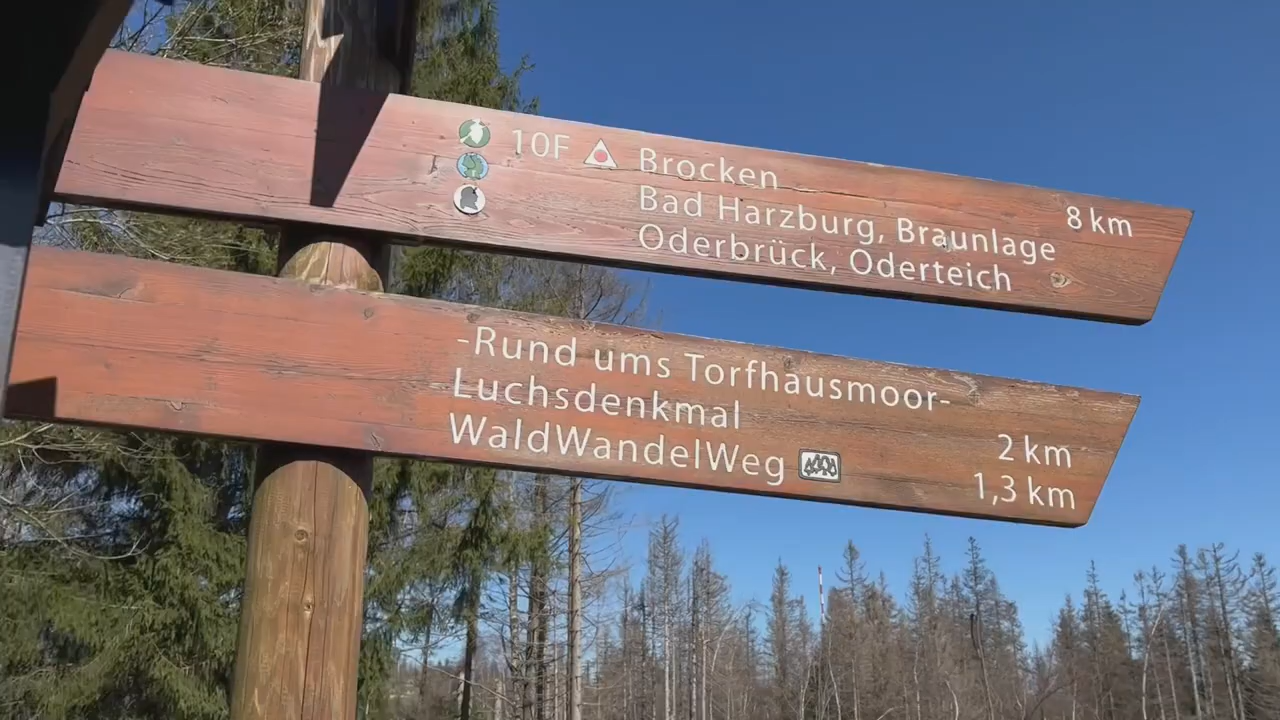 10F Brocken 8 km
Bad Harzburg, Braunlage
Oderbrück, Oderteich
-Rund ums Torfhausmoor-
Luchsdenkmal 2 km
WaldWandelWeg 1,3 km